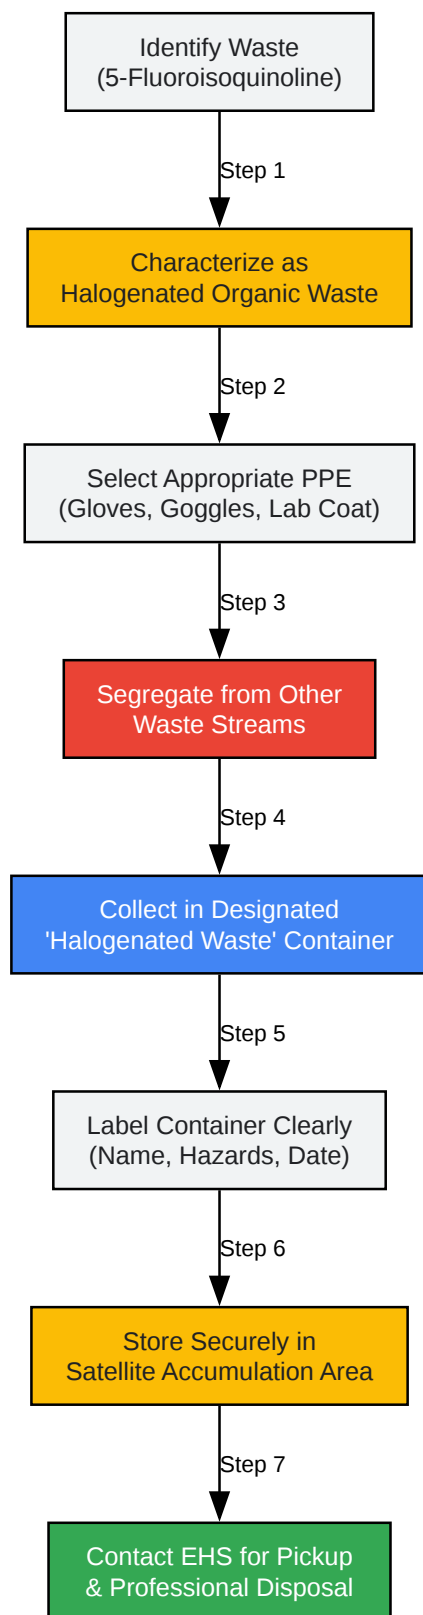 Identify Waste
(5-Fluoroisoquinoline)
Step 1
Characterize as
Halogenated Organic Waste
Step 2
Select Appropriate PPE
(Gloves, Goggles, Lab Coat)
Step 3
Segregate from Other
Waste Streams
Step 4
Collect in Designated
'Halogenated Waste' Container
Step 5
Label Container Clearly
(Name, Hazards, Date)
Step 6
Store Securely in
Satellite Accumulation Area
Step 7
Contact EHS for Pickup
& Professional Disposal